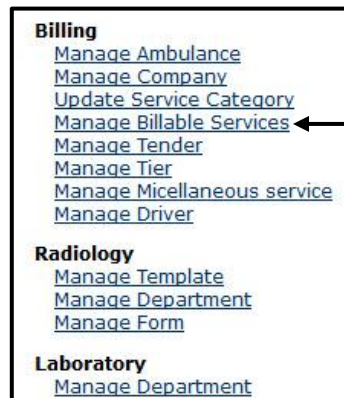 Billing
Manage Ambulance
Manage Company
Update Service Category
Manage Billable Services
Manage Tender
Manage Tier
Manage Micellaneous service
Manage Driver
Radiology
Manage Template
Manage Department
Manage Form
Laboratory
Manage Department